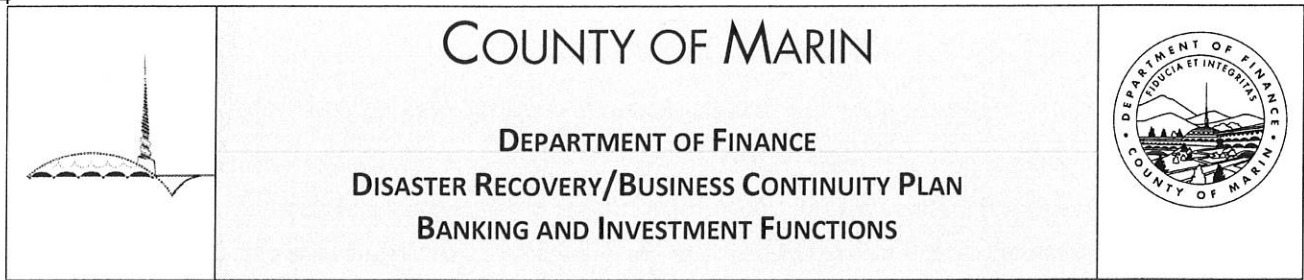 COUNTY OF MARIN
DEPARTMENT OF FINANCE
DISASTER RECOVERY/BUSINESS CONTINUITY PLAN
BANKING AND INVESTMENT FUNCTIONS
DEPARTMENT OF FINANCE
FIDUCIA ET INTEGRITAS
COUNTY OF MARIN